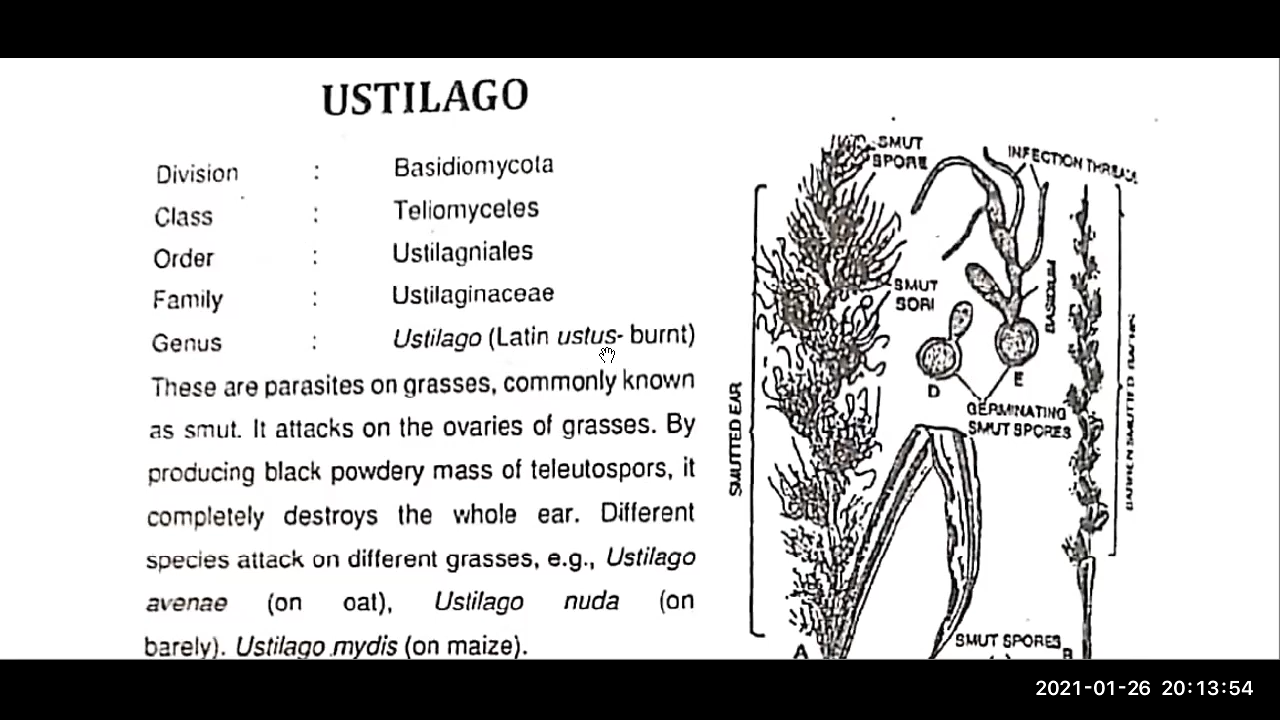 USTILAGO
Division : Basidiomycota
Class : Teliomyceles
Order : Ustilagniales
Family : Ustilaginaceae
Genus : Ustilago (Latin ustus- burnt)
These are parasites on grasses, commonly known
as smut. It attacks on the ovaries of grasses. By
producing black powdery mass of teleutospors, it
completely destroys the whole ear. Different
species attack on different grasses, e.g., Ustilago
avenae (on oat), Ustilago nuda (on
barely). Ustilago mydis (on maize).
SMUT
SPORE
INFECTION THREADS
SMUT
SORI
BASIDIUM
D
E
GERMINATING
SMUT SPORES
SMUTTED EAR
SMUTTED
SMUT SPORES
A
B
2021-01-26 20:13:54